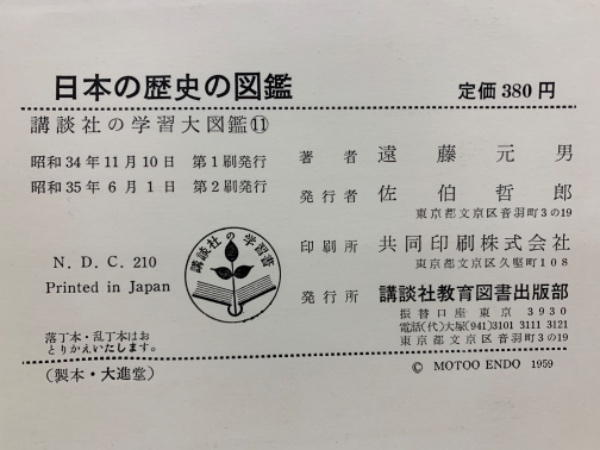 日本の歴史の図鑑
定価 380 円
講談社の学習大図鑑⑪
昭和34年11月10日 第1刷発行
昭和35年6月1日 第2刷発行
N. D. C. 210
Printed in Japan
講談社の学習書
落丁本・乱丁本はお
とりかえいたします。
著者 遠藤元男
発行者 佐伯哲郎
東京都文京区音羽町3の19
印刷所 共同印刷株式会社
東京都文京区久堅町108
発行所 講談社教育図書出版部
振替口座 東京 3930
電話(代)大塚(941)3101 3111 3121
東京都文京区音羽町3の19
(製本・大進堂)
© MOTOO ENDO 1959